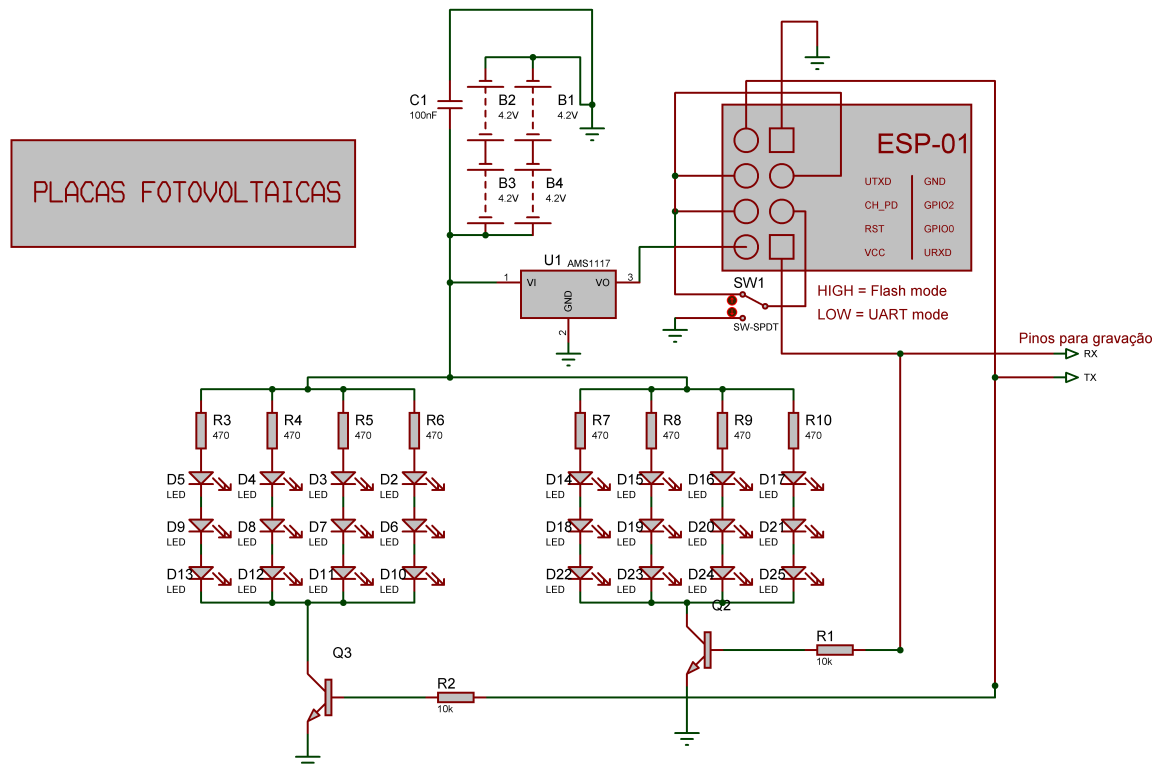 PLACAS FOTOVOLTAICAS
C1
100nF
B2
4.2V
B1
4.2V
B3
4.2V
B4
4.2V
ESP-01
UTXD GND
CH_PD GPIO2
RST GPIO0
VCC URXD
U1 AMS1117
1 VI VO 3
GND
2
SW1
SW-SPDT
HIGH = Flash mode
LOW = UART mode
Pinos para gravação
RX
TX
R3
470
R4
470
R5
470
R6
470
R7
470
R8
470
R9
470
R10
470
D5
LED
D4
LED
D3
LED
D2
LED
D14
LED
D15
LED
D16
LED
D17
LED
D9
LED
D8
LED
D7
LED
D6
LED
D18
LED
D19
LED
D20
LED
D21
LED
D13
LED
D12
LED
D11
LED
D10
LED
D22
LED
D23
LED
D24
LED
D25
LED
Q2
R1
10k
Q3
R2
10k